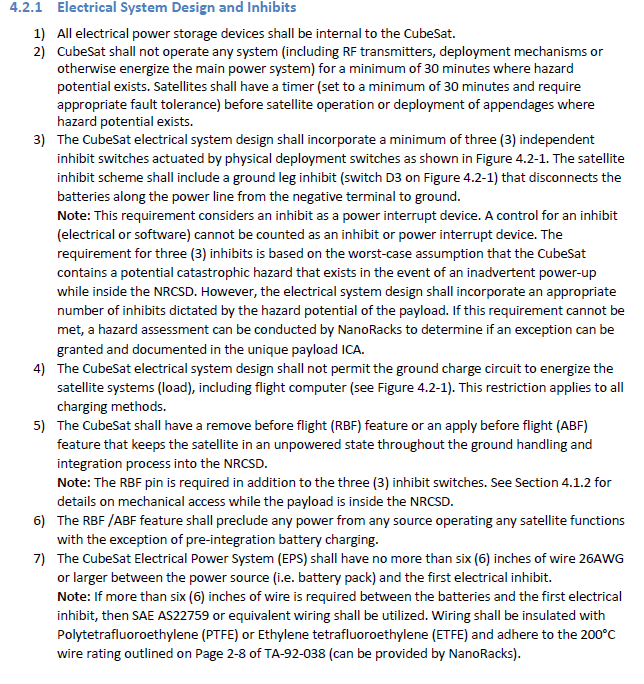 4.2.1 Electrical System Design and Inhibits
1) All electrical power storage devices shall be internal to the CubeSat.
2) CubeSat shall not operate any system (including RF transmitters, deployment mechanisms or
otherwise energize the main power system) for a minimum of 30 minutes where hazard
potential exists. Satellites shall have a timer (set to a minimum of 30 minutes and require
appropriate fault tolerance) before satellite operation or deployment of appendages where
hazard potential exists.
3) The CubeSat electrical system design shall incorporate a minimum of three (3) independent
inhibit switches actuated by physical deployment switches as shown in Figure 4.2-1. The satellite
inhibit scheme shall include a ground leg inhibit (switch D3 on Figure 4.2-1) that disconnects the
batteries along the power line from the negative terminal to ground.
Note: This requirement considers an inhibit as a power interrupt device. A control for an inhibit
(electrical or software) cannot be counted as an inhibit or power interrupt device. The
requirement for three (3) inhibits is based on the worst-case assumption that the CubeSat
contains a potential catastrophic hazard that exists in the event of an inadvertent power-up
while inside the NRCSD. However, the electrical system design shall incorporate an appropriate
number of inhibits dictated by the hazard potential of the payload. If this requirement cannot be
met, a hazard assessment can be conducted by NanoRacks to determine if an exception can be
granted and documented in the unique payload ICA.
4) The CubeSat electrical system design shall not permit the ground charge circuit to energize the
satellite systems (load), including flight computer (see Figure 4.2-1). This restriction applies to all
charging methods.
5) The CubeSat shall have a remove before flight (RBF) feature or an apply before flight (ABF)
feature that keeps the satellite in an unpowered state throughout the ground handling and
integration process into the NRCSD.
Note: The RBF pin is required in addition to the three (3) inhibit switches. See Section 4.1.2 for
details on mechanical access while the payload is inside the NRCSD.
6) The RBF /ABF feature shall preclude any power from any source operating any satellite functions
with the exception of pre-integration battery charging.
7) The CubeSat Electrical Power System (EPS) shall have no more than six (6) inches of wire 26AWG
or larger between the power source (i.e. battery pack) and the first electrical inhibit.
Note: If more than six (6) inches of wire is required between the batteries and the first electrical
inhibit, then SAE AS22759 or equivalent wiring shall be utilized. Wiring shall be insulated with
Polytetrafluoroethylene (PTFE) or Ethylene tetrafluoroethylene (ETFE) and adhere to the 200°C
wire rating outlined on Page 2-8 of TA-92-038 (can be provided by NanoRacks).